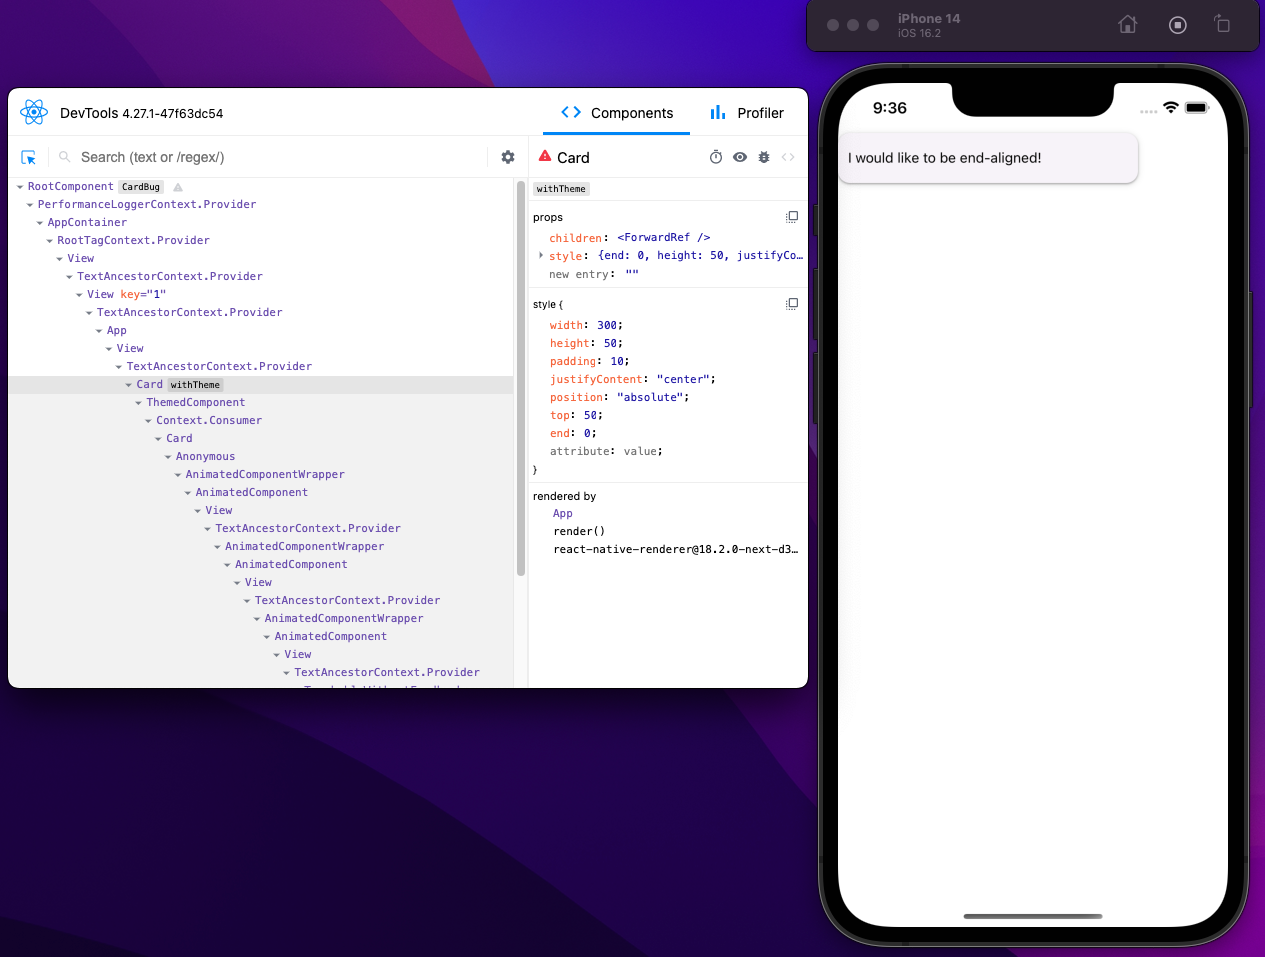 iPhone 14
iOS 16.2
DevTools 4.27.1-47f63dc54
Components
Profiler
Search (text or /regex/)
RootComponent CardBug
PerformanceLoggerContext.Provider
AppContainer
RootTagContext.Provider
View
TextAncestorContext.Provider
View key="1"
TextAncestorContext.Provider
App
View
TextAncestorContext.Provider
Card withTheme
ThemedComponent
Context.Consumer
Card
Anonymous
AnimatedComponentWrapper
AnimatedComponent
View
TextAncestorContext.Provider
AnimatedComponentWrapper
AnimatedComponent
View
TextAncestorContext.Provider
AnimatedComponentWrapper
AnimatedComponent
View
TextAncestorContext.Provider
Card
withTheme
props
children: <ForwardRef />
style: {end: 0, height: 50, justifyCo…
new entry: ""
style {
width: 300;
height: 50;
padding: 10;
justifyContent: "center";
position: "absolute";
top: 50;
end: 0;
attribute: value;
}
rendered by
App
render()
react-native-renderer@18.2.0-next-d3…
9:36
I would like to be end-aligned!